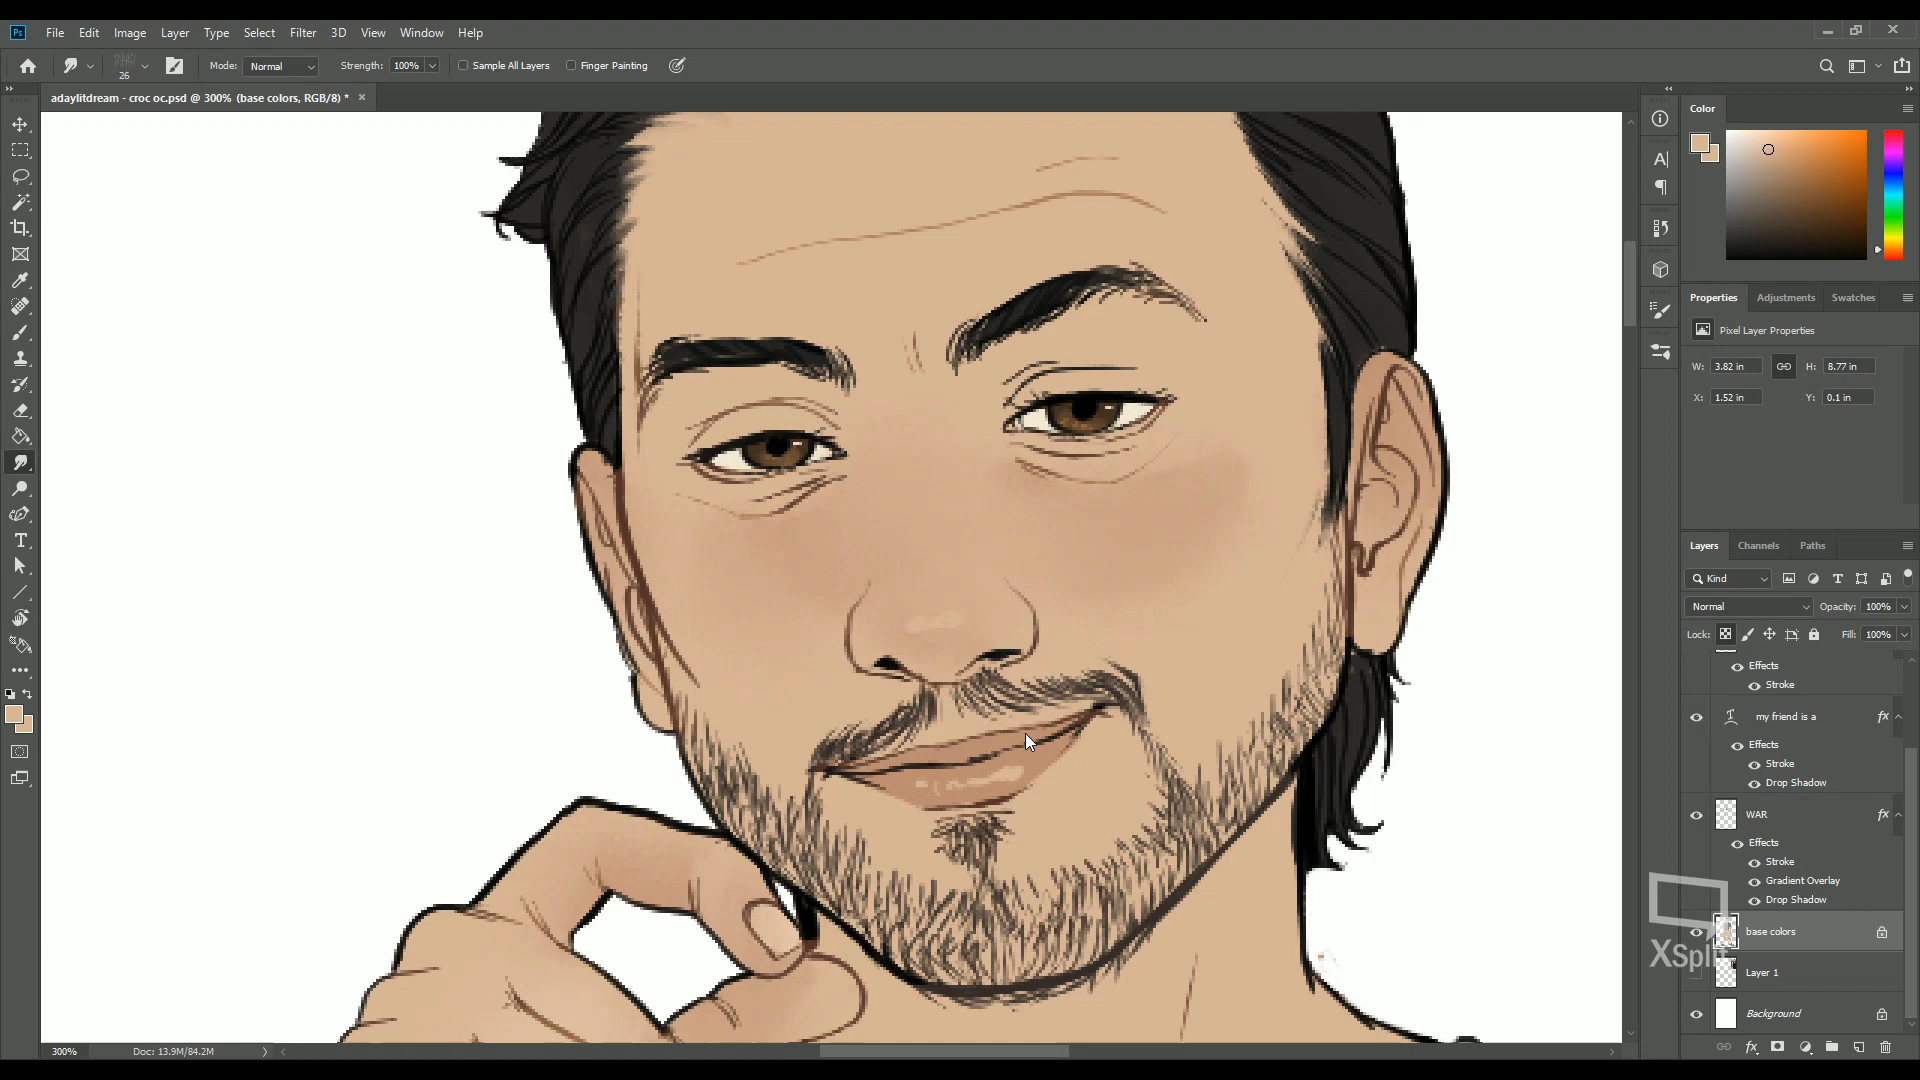 Ps File Edit Image Layer Type Select Filter 3D View Window Help
26 Mode: Normal Strength: 100% Sample All Layers Finger Painting
adaylitdream - croc oc.psd @ 300% (base colors, RGB/8) * ×
Color
Properties Adjustments Swatches
Pixel Layer Properties
W: 3.82 in H: 8.77 in
X: 1.52 in Y: 0.1 in
Layers Channels Paths
Kind
Normal Opacity: 100%
Lock: Fill: 100%
Effects
Stroke
my friend is a fx
Effects
Stroke
Drop Shadow
WAR fx
Effects
Stroke
Gradient Overlay
Drop Shadow
base colors
XSplit
Layer 1
Background
300% Doc: 13.9M/84.2M
fx